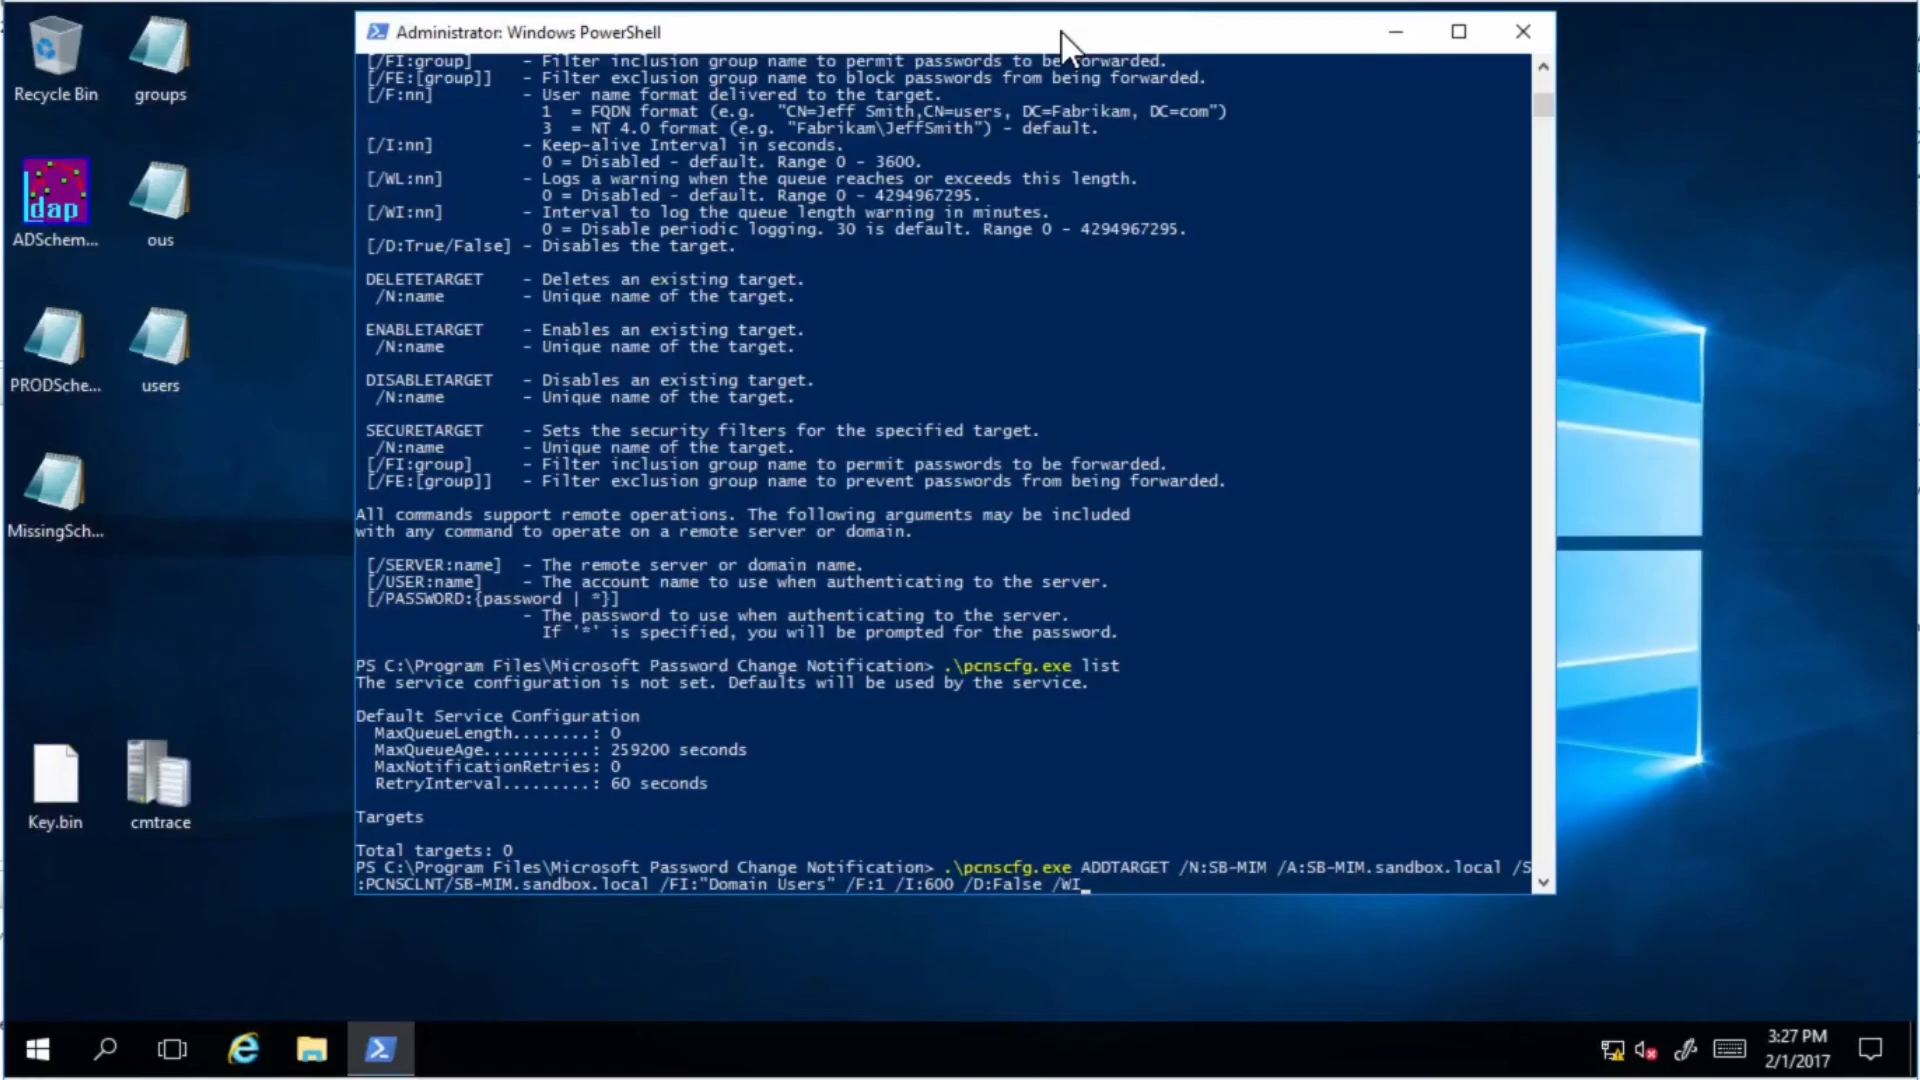 Administrator: Windows PowerShell
[/FI:group] - Filter inclusion group name to permit passwords to be forwarded.
[/FE:[group]] - Filter exclusion group name to block passwords from being forwarded.
[/F:nn] - User name format delivered to the target.
1 = FQDN format (e.g. "CN=Jeff Smith,CN=users, DC=Fabrikam, DC=com")
3 = NT 4.0 format (e.g. "Fabrikam\JeffSmith") - default.
[/I:nn] - Keep-alive Interval in seconds.
0 = Disabled - default. Range 0 - 3600.
[/WL:nn] - Logs a warning when the queue reaches or exceeds this length.
0 = Disabled - default. Range 0 - 4294967295.
[/WI:nn] - Interval to log the queue length warning in minutes.
0 = Disable periodic logging. 30 is default. Range 0 - 4294967295.
[/D:True/False] - Disables the target.
DELETETARGET - Deletes an existing target.
/N:name - Unique name of the target.
ENABLETARGET - Enables an existing target.
/N:name - Unique name of the target.
DISABLETARGET - Disables an existing target.
/N:name - Unique name of the target.
SECURETARGET - Sets the security filters for the specified target.
/N:name - Unique name of the target.
[/FI:group] - Filter inclusion group name to permit passwords to be forwarded.
[/FE:[group]] - Filter exclusion group name to prevent passwords from being forwarded.
All commands support remote operations. The following arguments may be included
with any command to operate on a remote server or domain.
[/SERVER:name] - The remote server or domain name.
[/USER:name] - The account name to use when authenticating to the server.
[/PASSWORD:{password | *}]
- The password to use when authenticating to the server.
If '*' is specified, you will be prompted for the password.
PS C:\Program Files\Microsoft Password Change Notification> .\pcnscfg.exe list
The service configuration is not set. Defaults will be used by the service.
Default Service Configuration
MaxQueueLength........: 0
MaxQueueAge...........: 259200 seconds
MaxNotificationRetries: 0
RetryInterval.........: 60 seconds
Targets
Total targets: 0
PS C:\Program Files\Microsoft Password Change Notification> .\pcnscfg.exe ADDTARGET /N:SB-MIM /A:SB-MIM.sandbox.local /S
:PCNSCLNT/SB-MIM.sandbox.local /FI:"Domain Users" /F:1 /I:600 /D:False /WI_
Recycle Bin
groups
dap
ADSchem...
ous
PRODSche...
users
MissingSch...
Key.bin
cmtrace
3:27 PM
2/1/2017